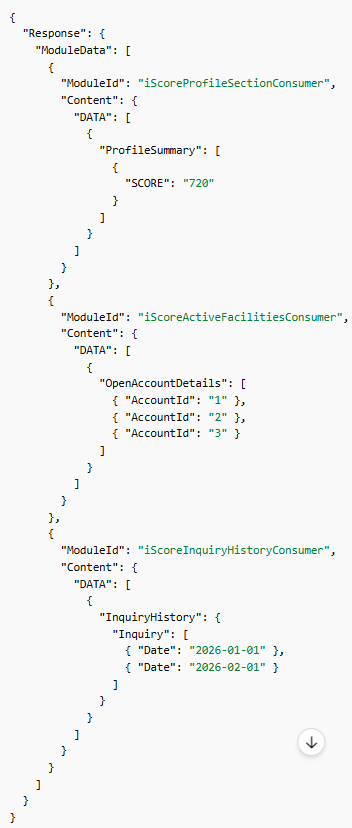 {
  "Response": {
    "ModuleData": [
      {
        "ModuleId": "iScoreProfileSectionConsumer",
        "Content": {
          "DATA": [
            {
              "ProfileSummary": [
                {
                  "SCORE": "720"
                }
              ]
            }
          ]
        }
      },
      {
        "ModuleId": "iScoreActiveFacilitiesConsumer",
        "Content": {
          "DATA": [
            {
              "OpenAccountDetails": [
                { "AccountId": "1" },
                { "AccountId": "2" },
                { "AccountId": "3" }
              ]
            }
          ]
        }
      },
      {
        "ModuleId": "iScoreInquiryHistoryConsumer",
        "Content": {
          "DATA": [
            {
              "InquiryHistory": {
                "Inquiry": [
                  { "Date": "2026-01-01" },
                  { "Date": "2026-02-01" }
                ]
              }
            }
          ]
        }
      }
    ]
  }
}